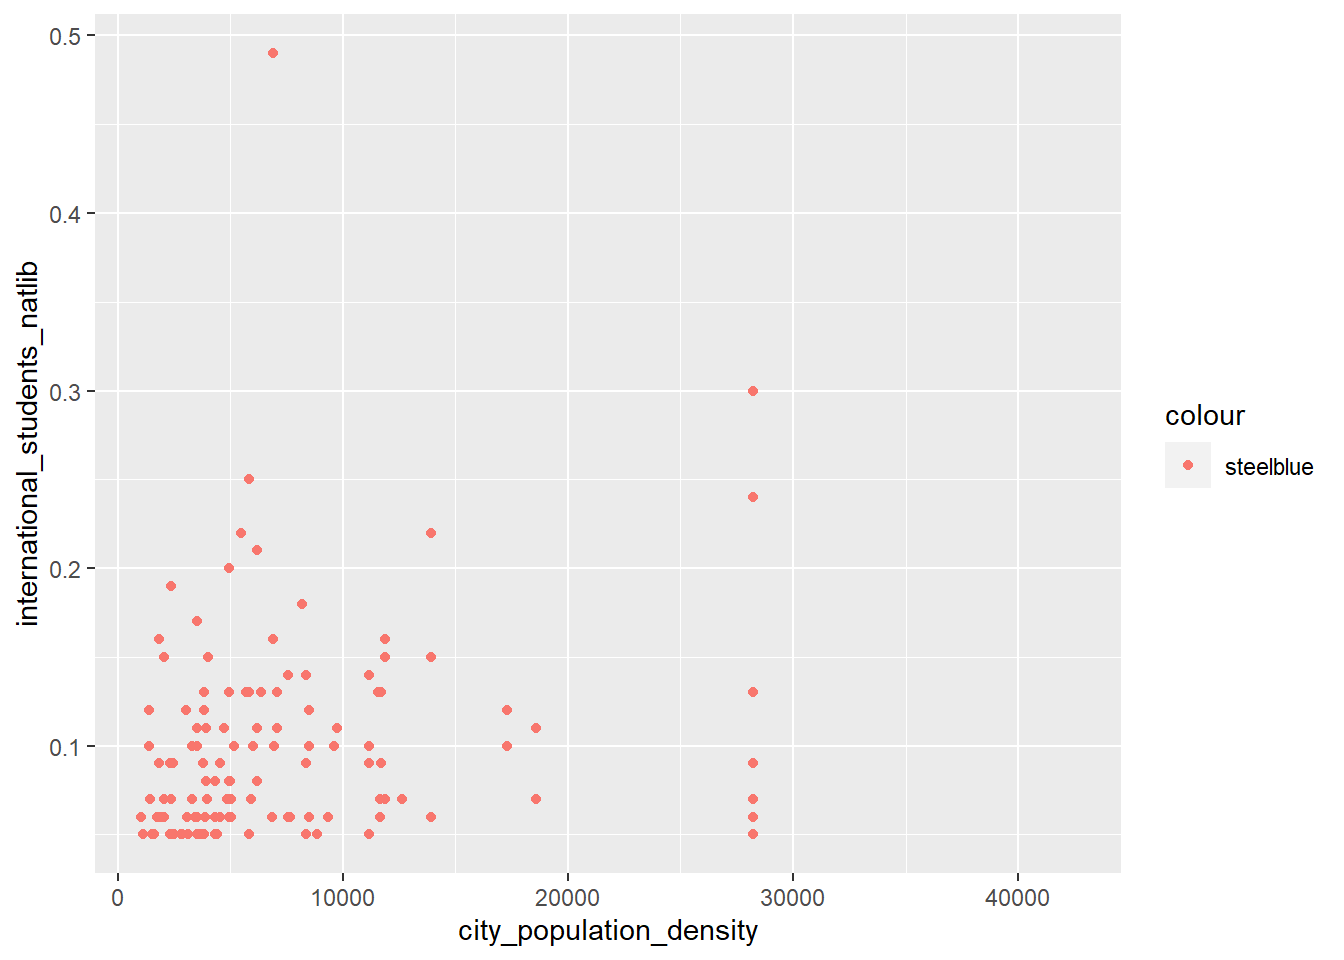 0.5
0.4
0.3
0.2
0.1
international_students_natlib
0 10000 20000 30000 40000
city_population_density
colour
steelblue